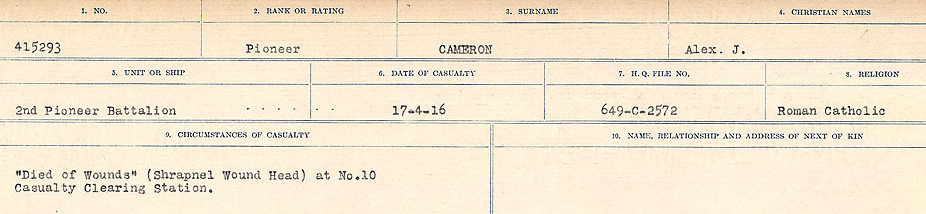 1. NO. 2. RANK OR RATING 3. SURNAME 4. CHRISTIAN NAMES
415293 Pioneer CAMERON Alex. J.
5. UNIT OR SHIP 6. DATE OF CASUALTY 7. H.Q. FILE NO. 8. RELIGION
2nd Pioneer Battalion . . . . . . 17-4-16 649-C-2572 Roman Catholic
9. CIRCUMSTANCES OF CASUALTY 10. NAME, RELATIONSHIP AND ADDRESS OF NEXT OF KIN
"Died of Wounds" (Shrapnel Wound Head) at No.10
Casualty Clearing Station.